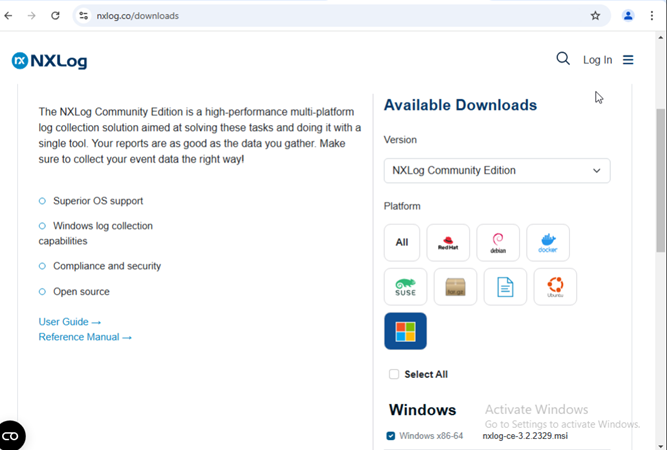 nxlog.co/downloads
NXLog
Log In
The NXLog Community Edition is a high-performance multi-platform
log collection solution aimed at solving these tasks and doing it with a
single tool. Your reports are as good as the data you gather. Make
sure to collect your event data the right way!
Superior OS support
Windows log collection
capabilities
Compliance and security
Open source
User Guide →
Reference Manual →
Available Downloads
Version
NXLog Community Edition
Platform
All
Red Hat
debian
docker
SUSE
Ubuntu
Select All
Windows
Activate Windows
Go to Settings to activate Windows.
Windows x86-64
nxlog-ce-3.2.2329.msi